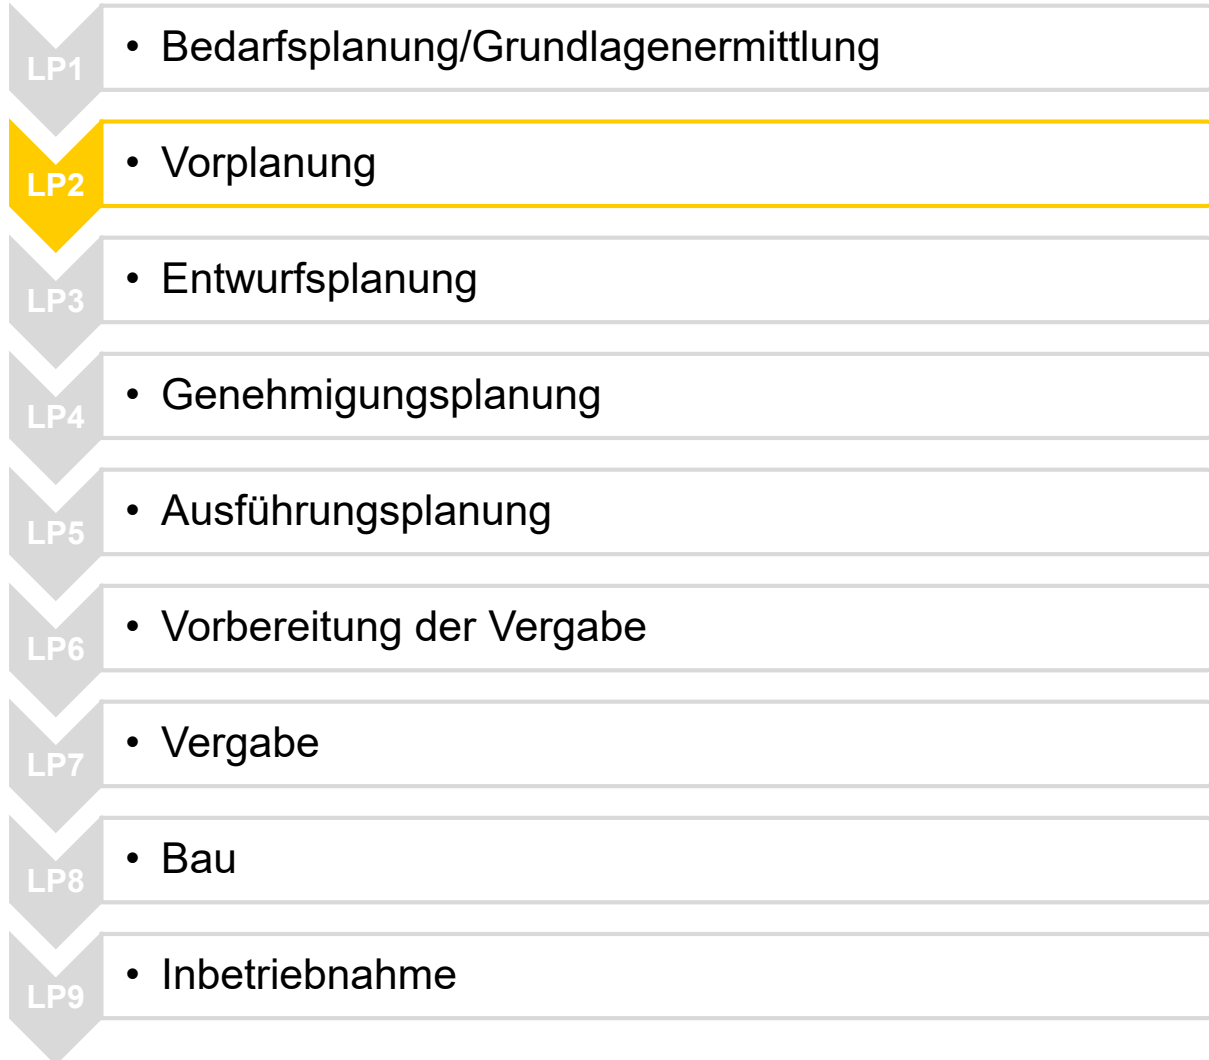 LP1 • Bedarfsplanung/Grundlagenermittlung
LP2 • Vorplanung
LP3 • Entwurfsplanung
LP4 • Genehmigungsplanung
LP5 • Ausführungsplanung
LP6 • Vorbereitung der Vergabe
LP7 • Vergabe
LP8 • Bau
LP9 • Inbetriebnahme